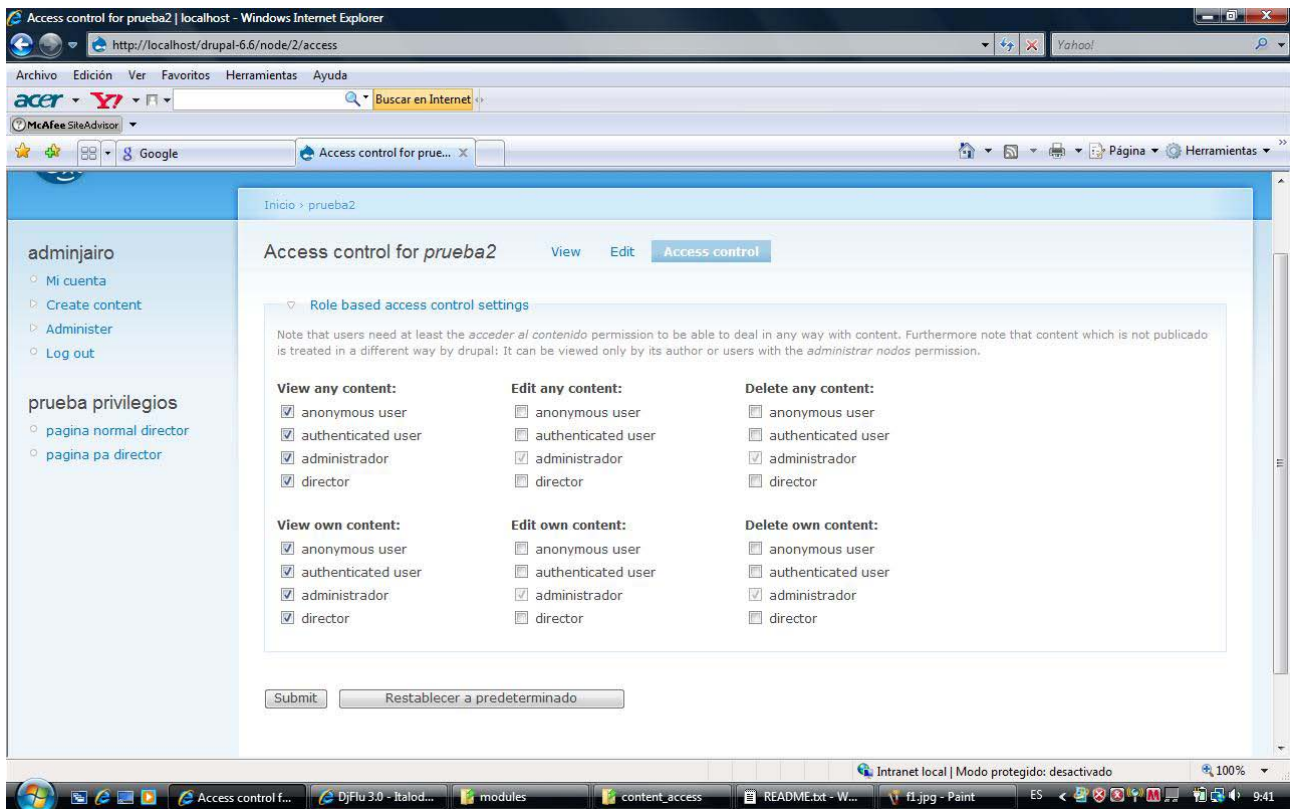 Access control for prueba2 | localhost - Windows Internet Explorer
http://localhost/drupal-6.6/node/2/access
Yahoo!
Archivo Edición Ver Favoritos Herramientas Ayuda
acer Y! Buscar en Internet
McAfee SiteAdvisor
Google
Access control for prue...
Página
Herramientas
Inicio › prueba2
adminjairo
Mi cuenta
Create content
Administer
Log out
prueba privilegios
pagina normal director
pagina pa director
Access control for prueba2
View Edit Access control
Role based access control settings
Note that users need at least the acceder al contenido permission to be able to deal in any way with content. Furthermore note that content which is not publicado
is treated in a different way by drupal: It can be viewed only by its author or users with the administrar nodos permission.
View any content: Edit any content: Delete any content:
anonymous user anonymous user anonymous user
authenticated user authenticated user authenticated user
administrador administrador administrador
director director director
View own content: Edit own content: Delete own content:
anonymous user anonymous user anonymous user
authenticated user authenticated user authenticated user
administrador administrador administrador
director director director
Submit Restablecer a predeterminado
Intranet local | Modo protegido: desactivado 100%
Access control f... DjFlu 3.0 - Italod... modules content_access README.txt - W... f1.jpg - Paint ES 9:41